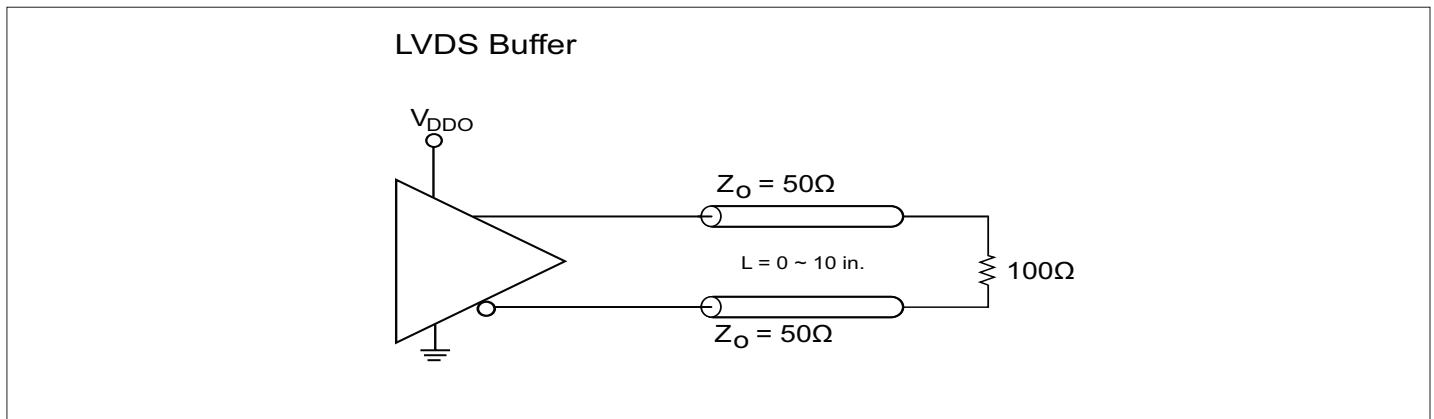 LVDS Buffer
VDDO
ZO = 50Ω
L = 0 ~ 10 in.
100Ω
ZO = 50Ω